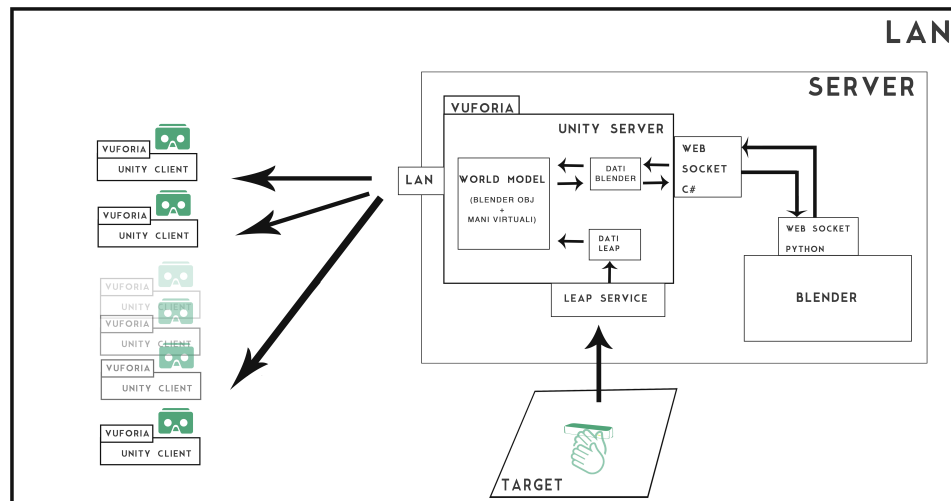 LAN
SERVER
VUFORIA
UNITY SERVER
WEB
SOCKET
C#
LAN
WORLD MODEL
(BLENDER OBJ
+
MANI VIRTUALI)
DATI
BLENDER
DATI
LEAP
LEAP SERVICE
WEB SOCKET
PYTHON
BLENDER
TARGET
VUFORIA
UNITY CLIENT
VUFORIA
UNITY CLIENT
VUFORIA
UNITY CLIENT
VUFORIA
UNITY CLIENT
VUFORIA
UNITY CLIENT
VUFORIA
UNITY CLIENT